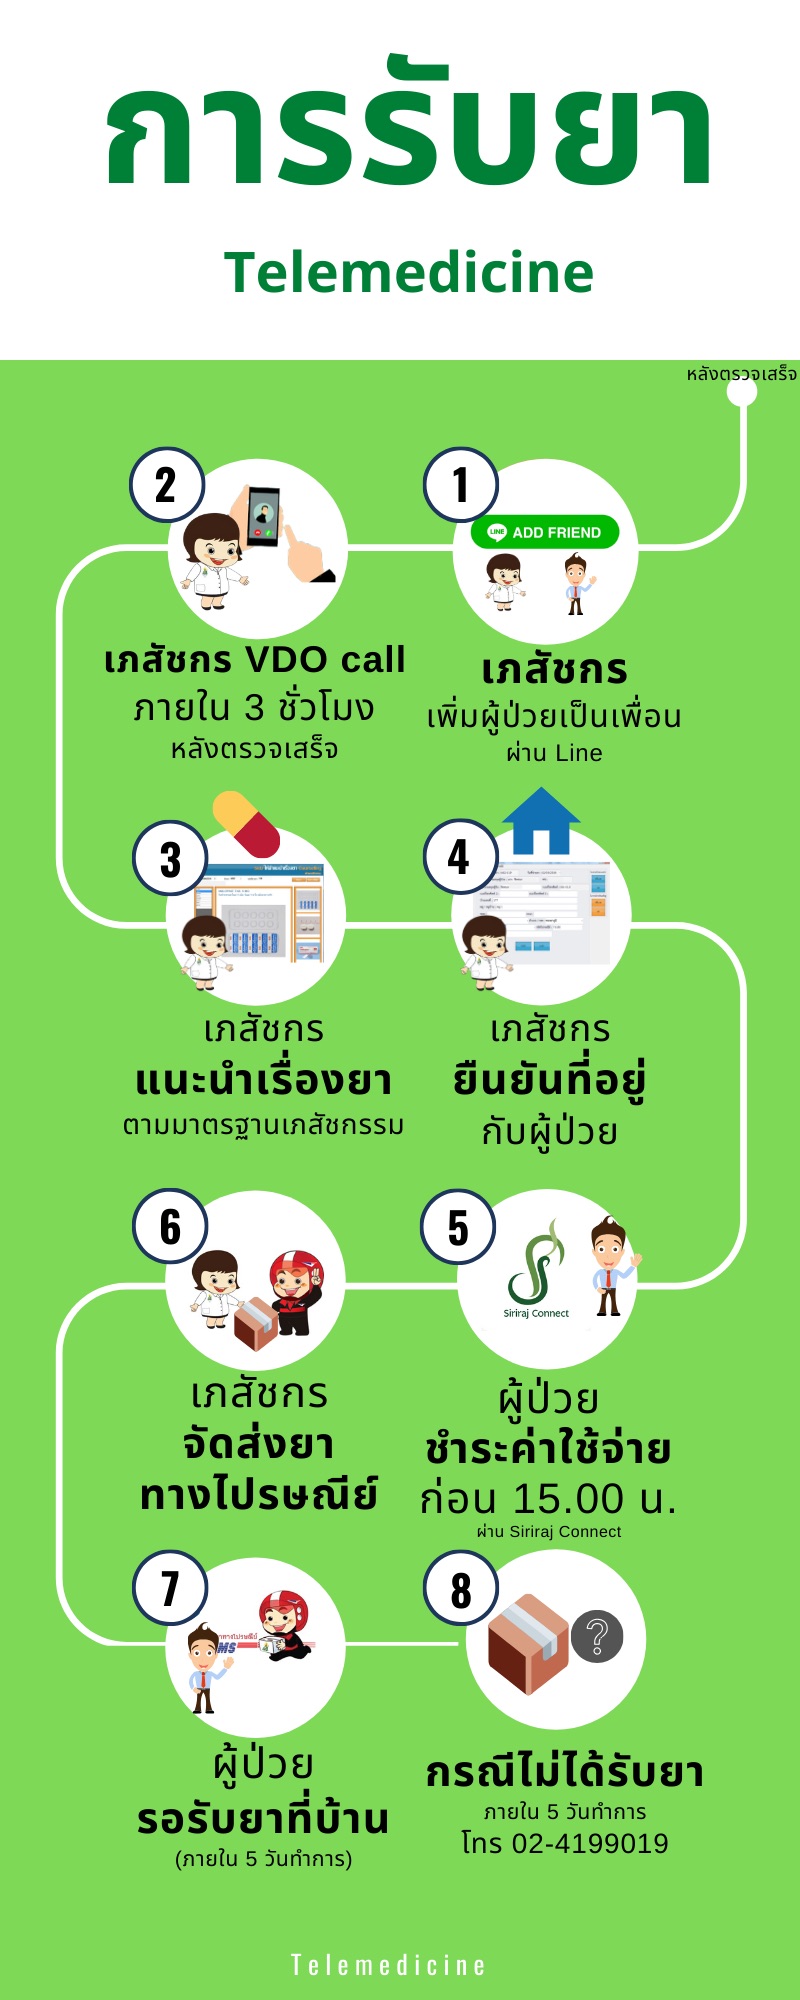 การรับยา
Telemedicine
หลังตรวจเสร็จ
1
LINE ADD FRIEND
เภสัชกร
เพิ่มผู้ป่วยเป็นเพื่อน
ผ่าน Line
2
เภสัชกร VDO call
ภายใน 3 ชั่วโมง
หลังตรวจเสร็จ
3
เภสัชกร
แนะนำเรื่องยา
ตามมาตรฐานเภสัชกรรม
4
เภสัชกร
ยืนยันที่อยู่
กับผู้ป่วย
5
Siriraj Connect
ผู้ป่วย
ชำระค่าใช้จ่าย
ก่อน 15.00 น.
ผ่าน Siriraj Connect
6
เภสัชกร
จัดส่งยา
ทางไปรษณีย์
7
ผู้ป่วย
รอรับยาที่บ้าน
(ภายใน 5 วันทำการ)
8
?
กรณีไม่ได้รับยา
ภายใน 5 วันทำการ
โทร 02-4199019
Telemedicine